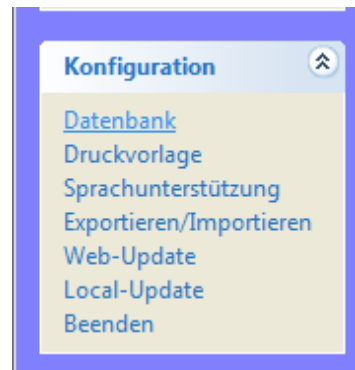 Konfiguration
Datenbank
Druckvorlage
Sprachunterstützung
Exportieren/Importieren
Web-Update
Local-Update
Beenden